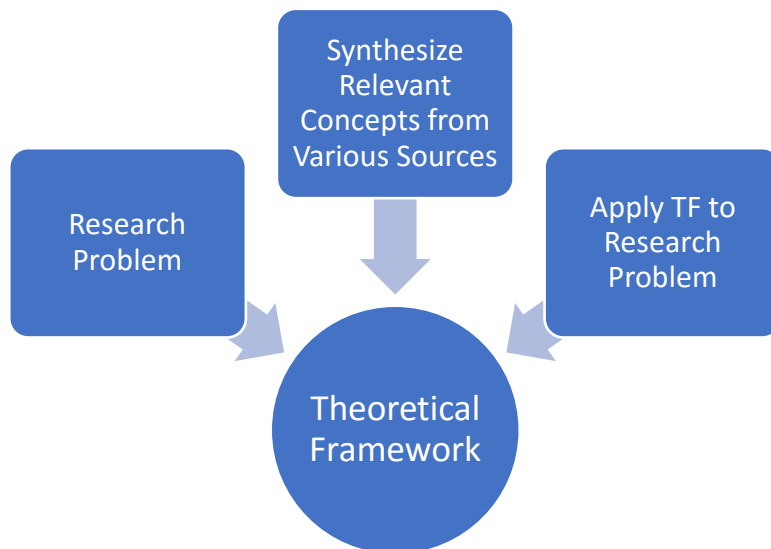 Synthesize
Relevant
Concepts from
Various Sources
Research
Problem
Apply TF to
Research
Problem
Theoretical
Framework